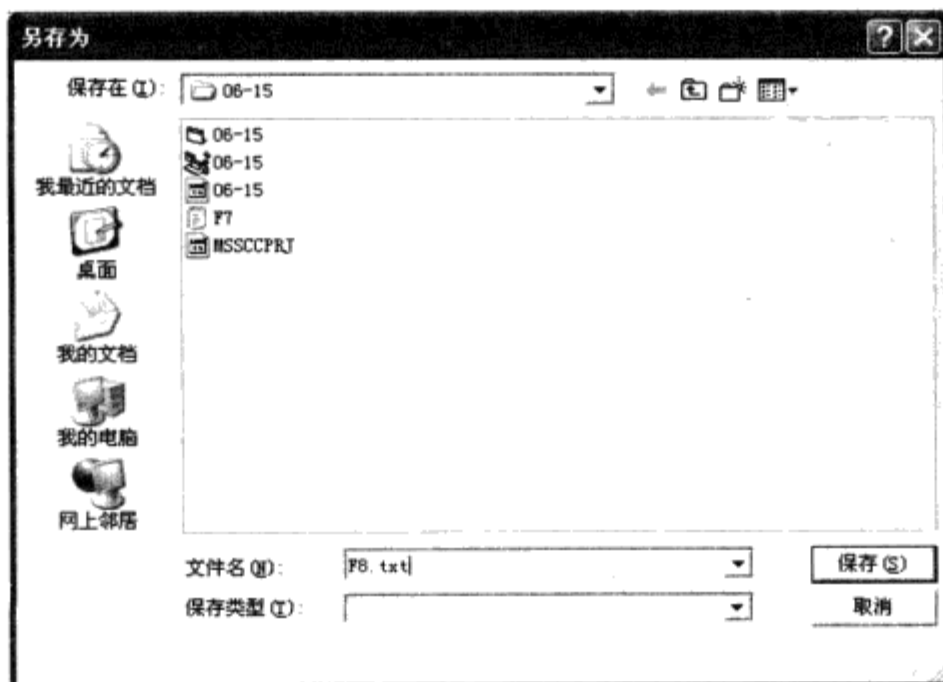 另存为
保存在(I):
06-15
06-15
06-15
06-15
F7
MSSCCPRJ
我最近的文档
桌面
我的文档
我的电脑
网上邻居
文件名(N):
F8.txt
保存(S)
保存类型(T):
取消